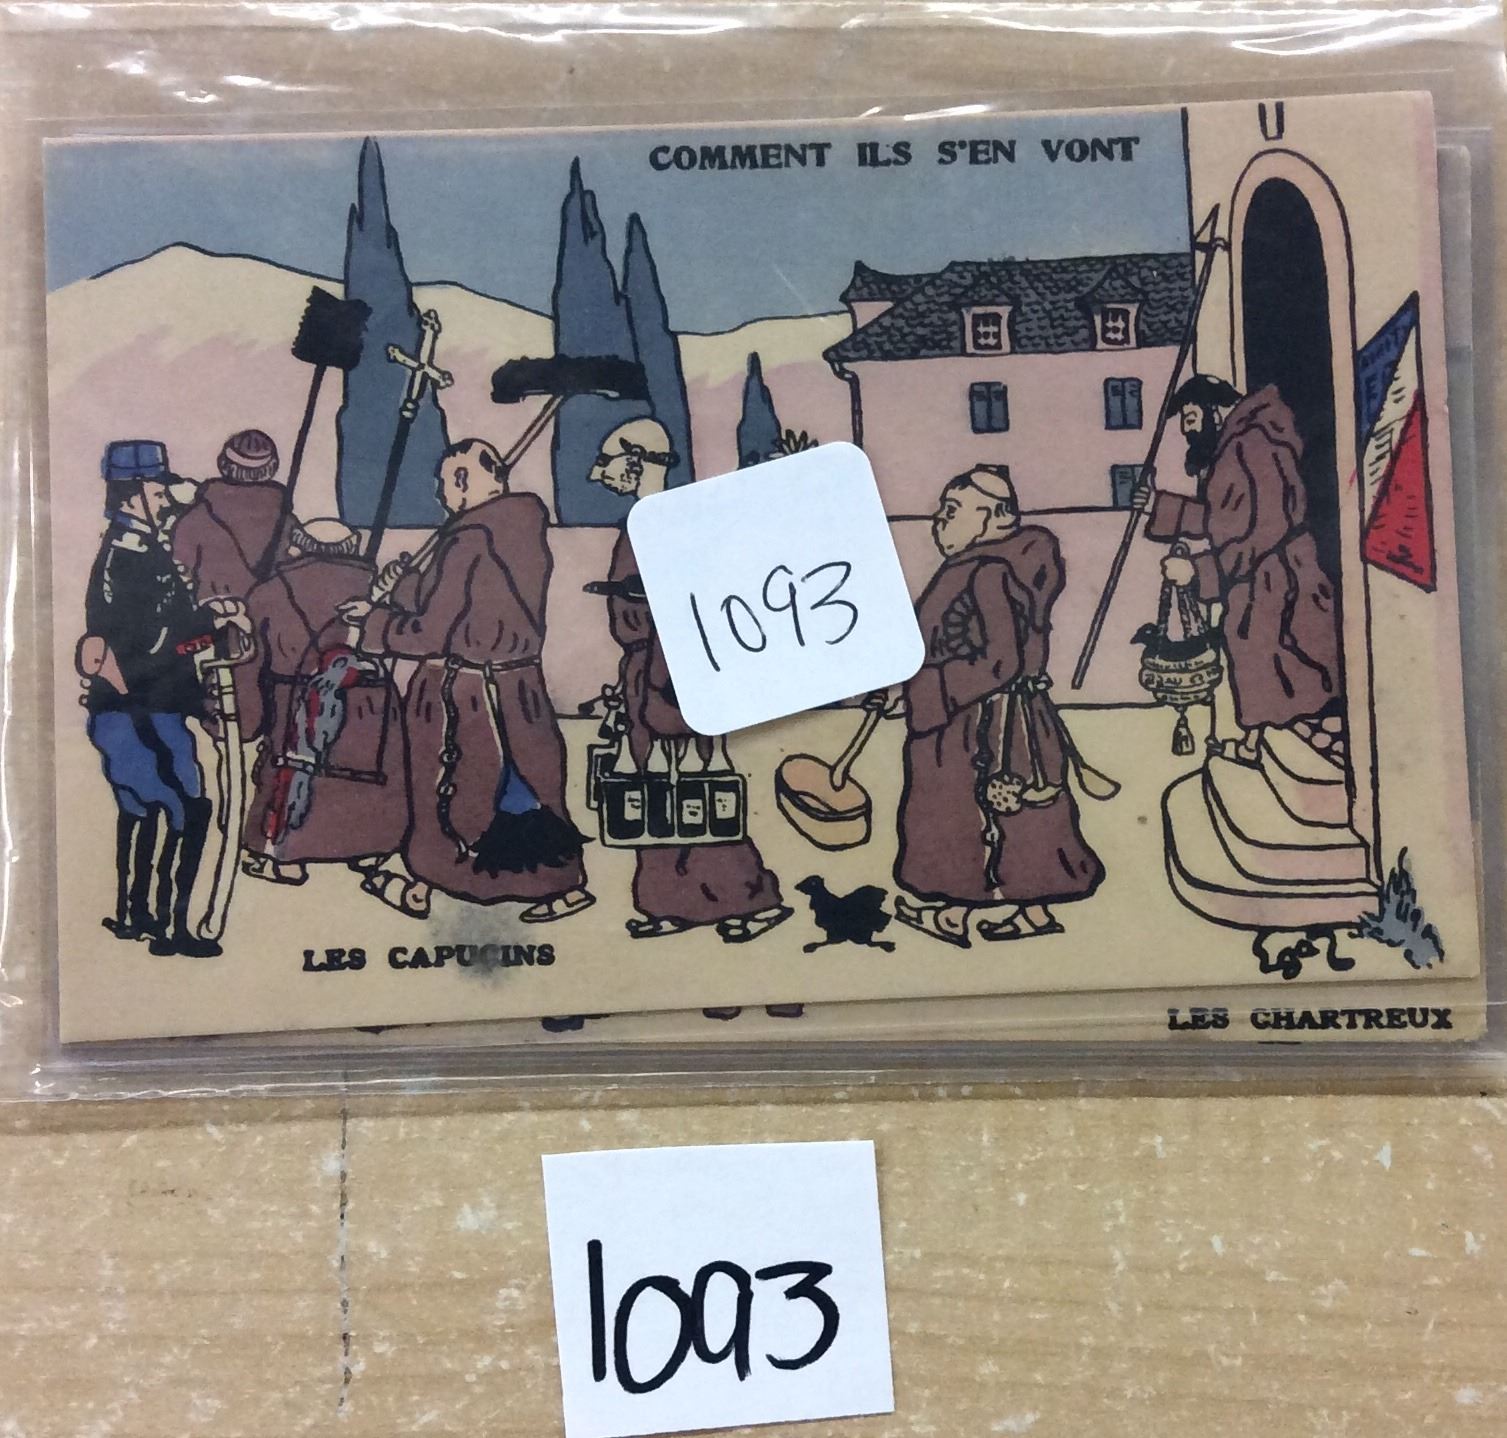 COMMENT ILS S'EN VONT
1093
LES CAPUCINS
LES CHARTREUX
1093